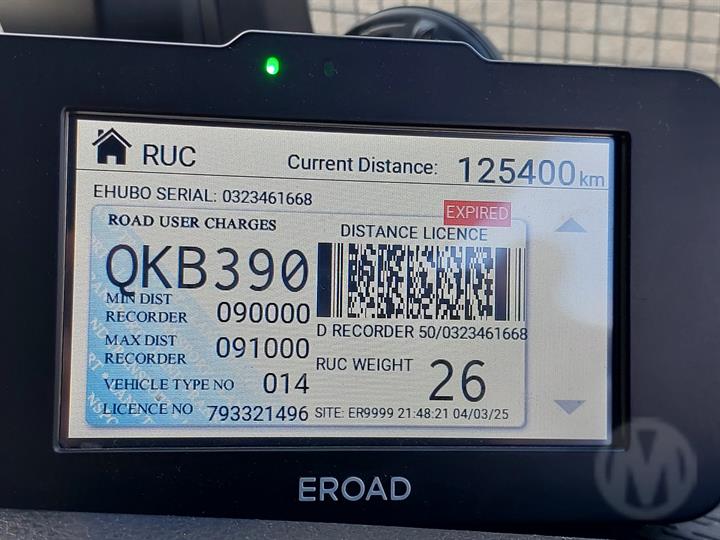 RUC Current Distance: 125400km
EHUBO SERIAL: 0323461668
EXPIRED
ROAD USER CHARGES
DISTANCE LICENCE
QKB390
MIN DIST
RECORDER 090000
D RECORDER 50/0323461668
MAX DIST
RECORDER 091000
RUC WEIGHT 26
VEHICLE TYPE NO 014
LICENCE NO 793321496
SITE: ER9999 21:48:21 04/03/25
EROAD
M